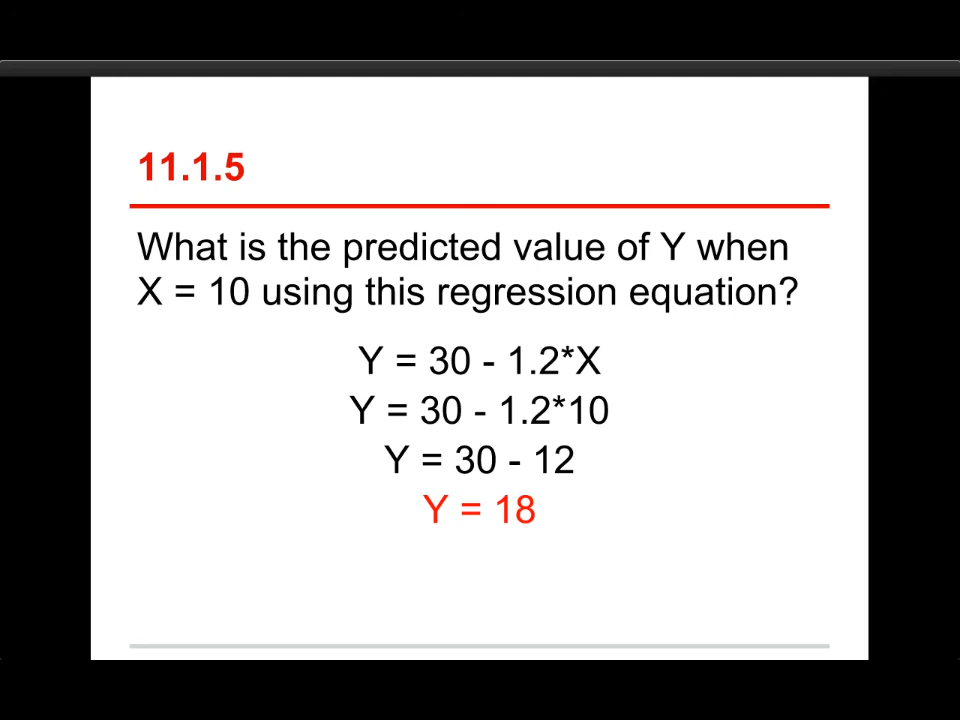 11.1.5
What is the predicted value of Y when
X = 10 using this regression equation?
Y = 30 - 1.2*X
Y = 30 - 1.2*10
Y = 30 - 12
Y = 18